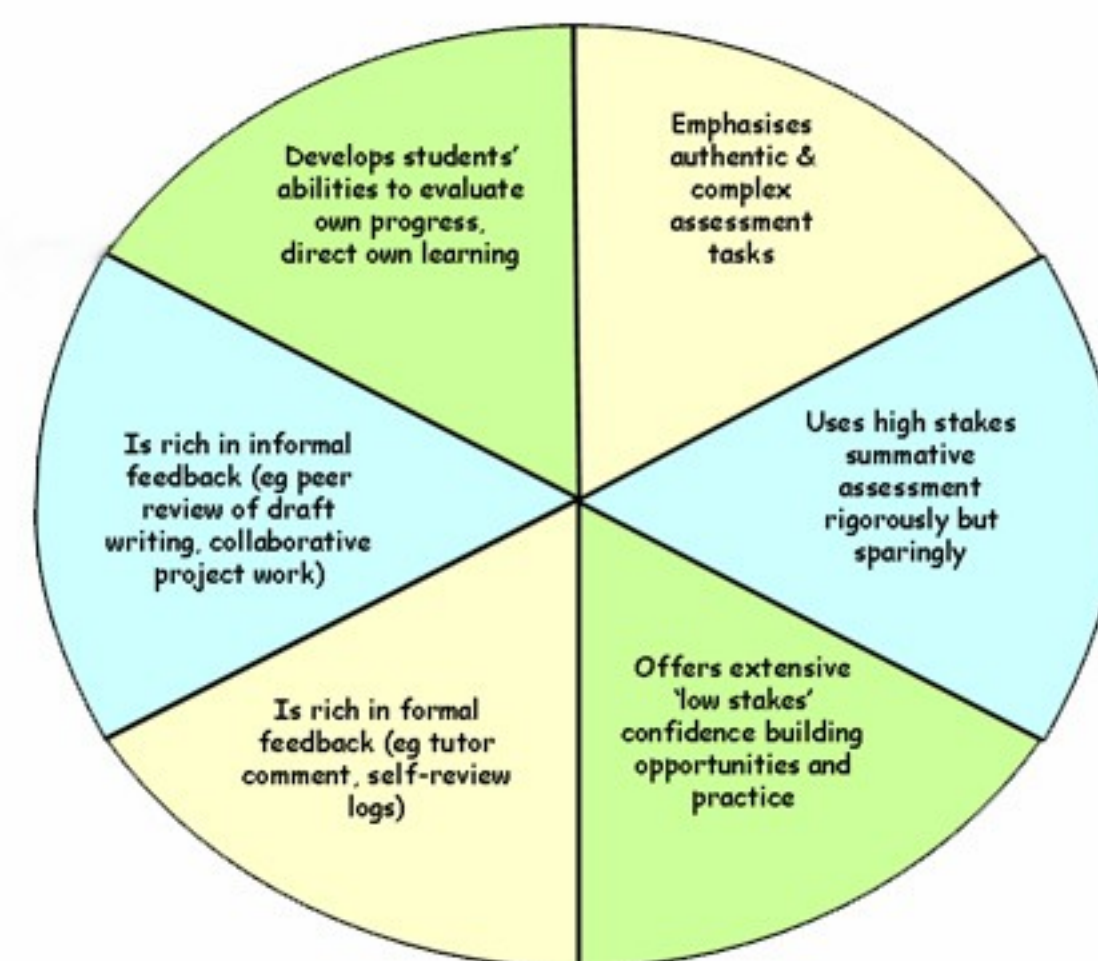 Emphasises
authentic &
complex
assessment
tasks
Uses high stakes
summative
assessment
rigorously but
sparingly
Offers extensive
'low stakes'
confidence building
opportunities and
practice
Is rich in formal
feedback (eg tutor
comment, self-review
logs)
Is rich in informal
feedback (eg peer
review of draft
writing, collaborative
project work)
Develops students'
abilities to evaluate
own progress,
direct own learning